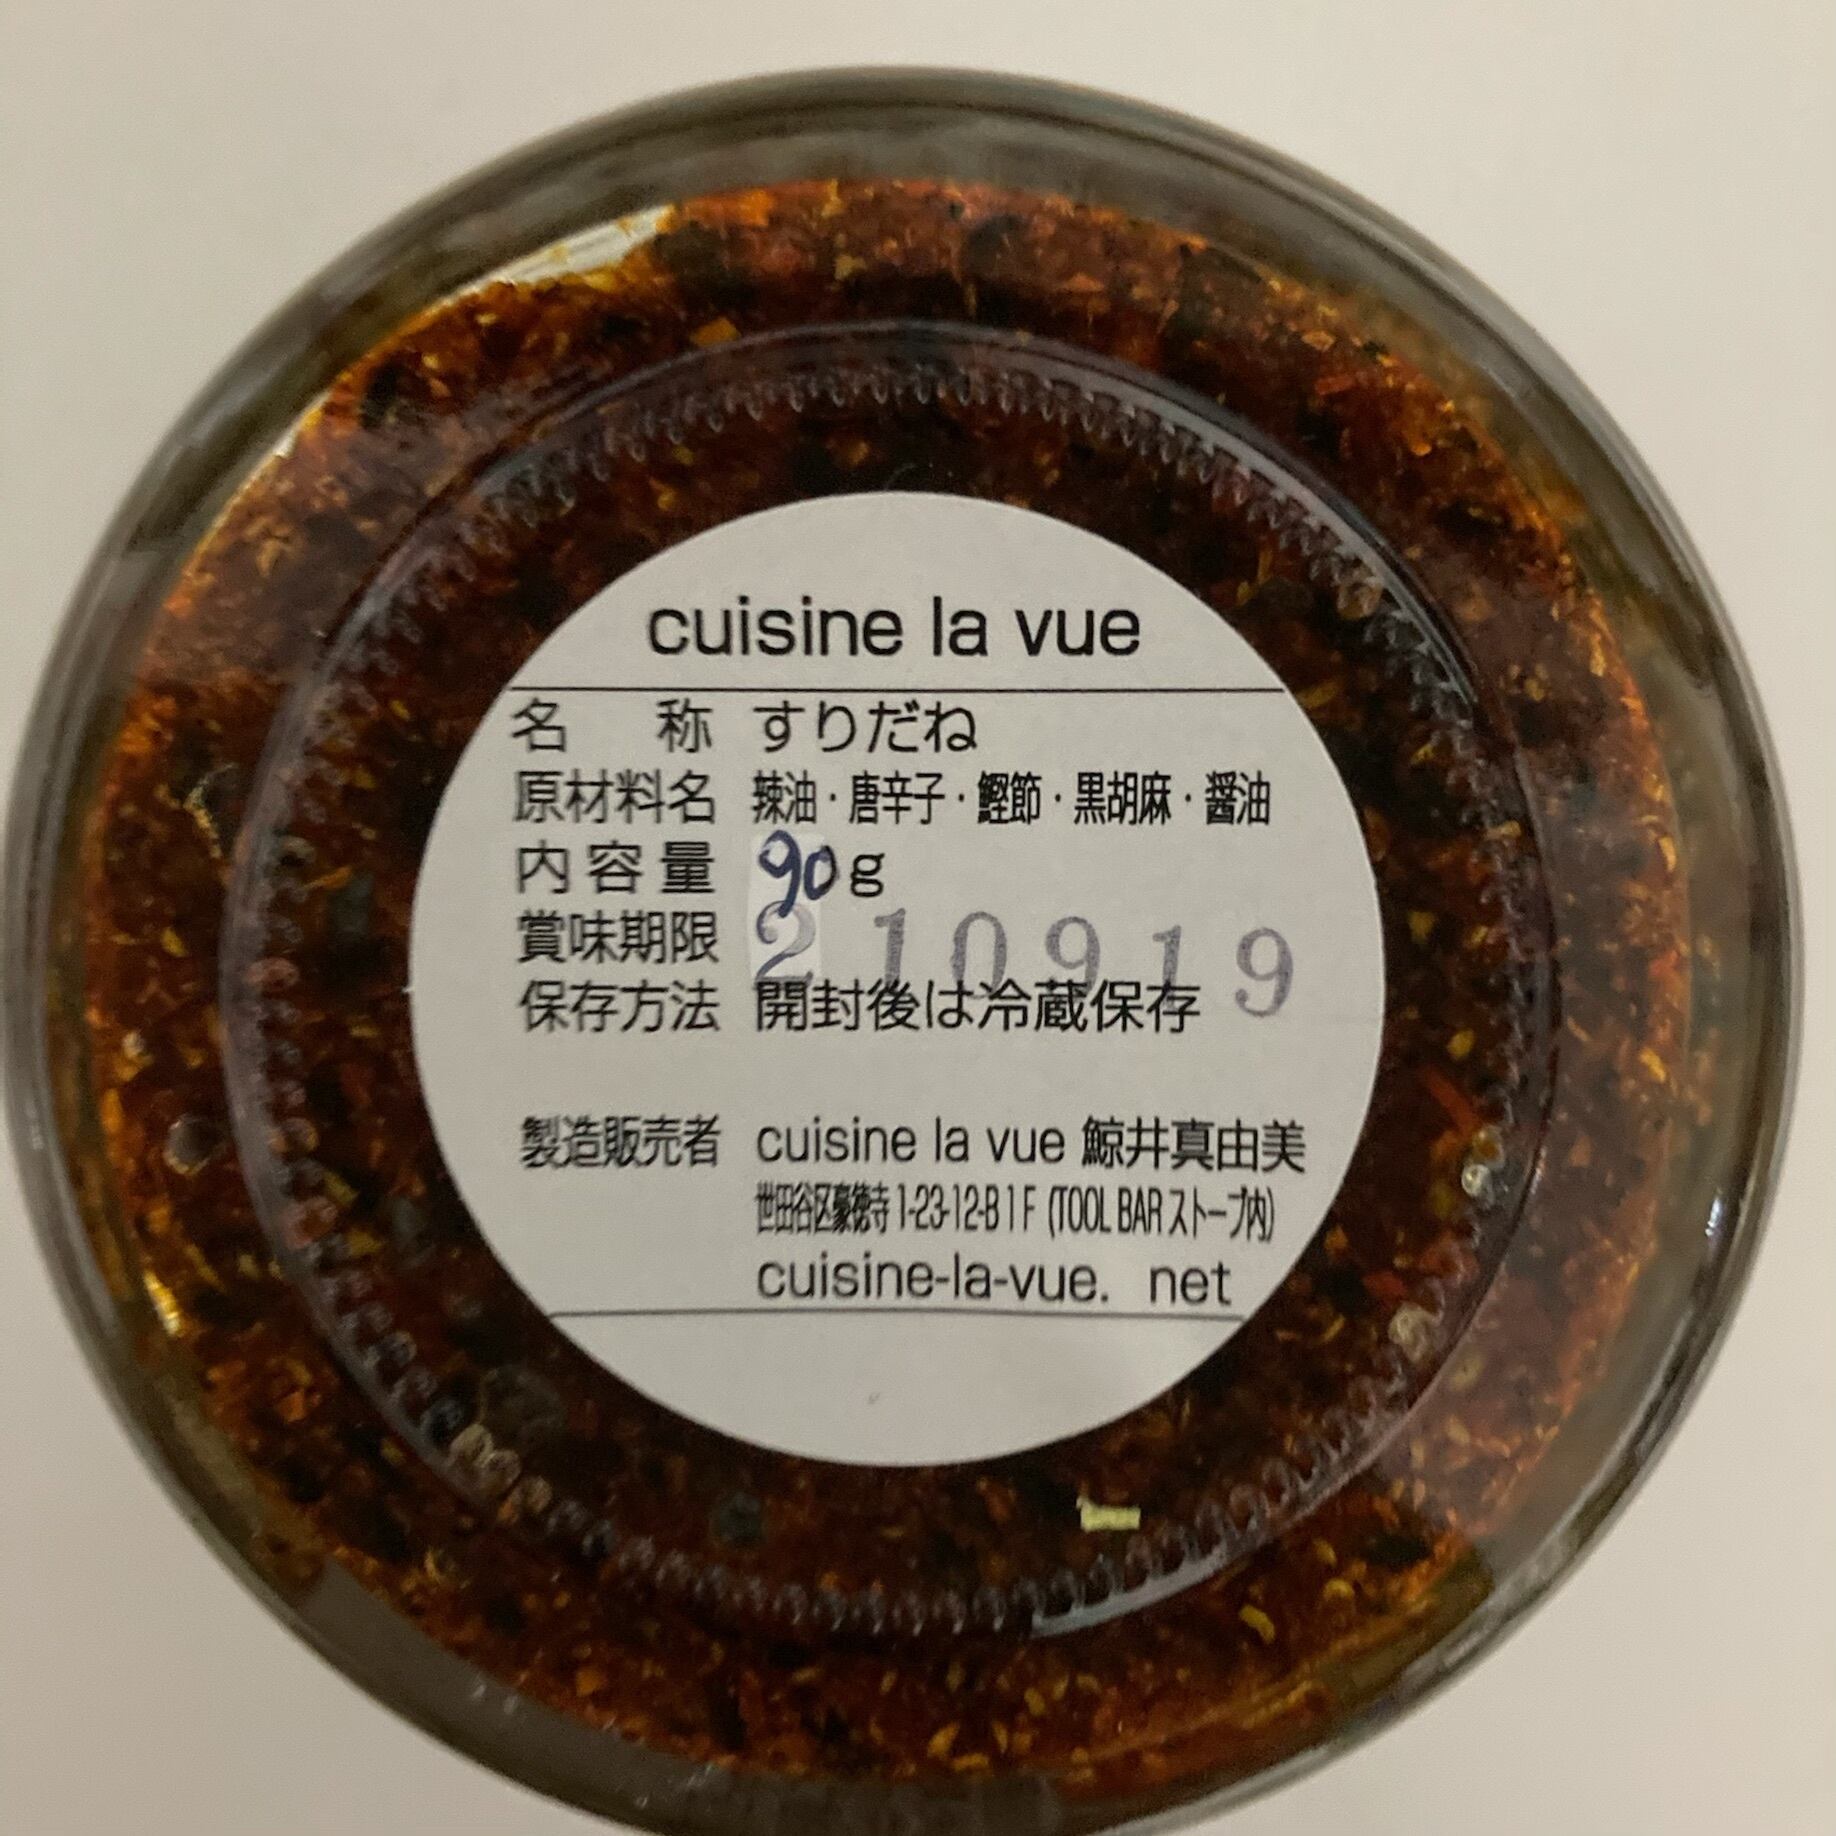 cuisine la vue
名 称 すりだね
原材料名 辣油・唐辛子・鰹節・黒胡麻・醤油
内容量 90g
賞味期限 210919
保存方法 開封後は冷蔵保存
製造販売者 cuisine la vue 鯨井真由美
世田谷区豪徳寺1-23-12-B1F (TOOL BAR ストーブ内)
cuisine-la-vue. net